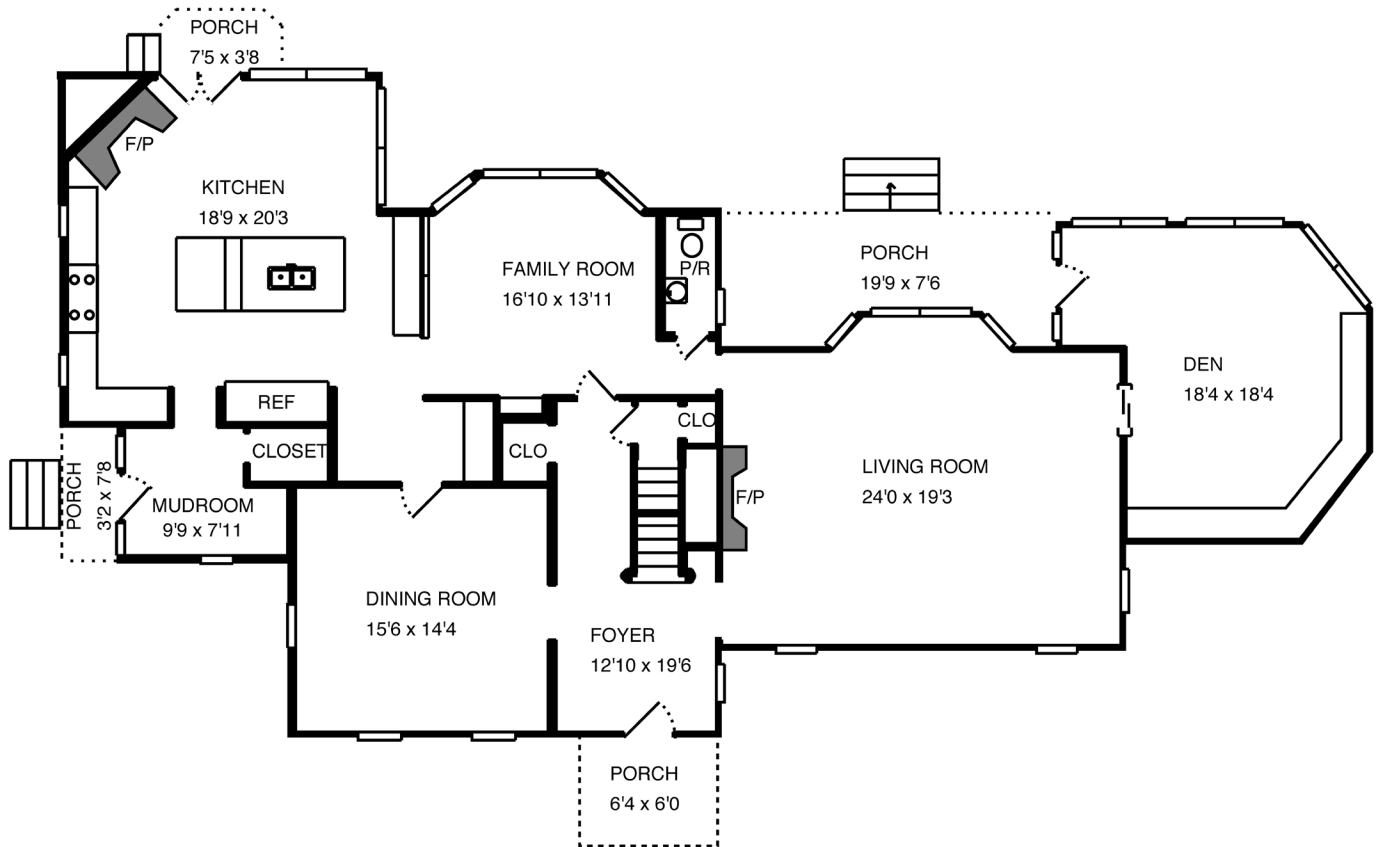 PORCH
7'5 x 3'8
F/P
KITCHEN
18'9 x 20'3
FAMILY ROOM
16'10 x 13'11
P/R
PORCH
19'9 x 7'6
DEN
18'4 x 18'4
REF
CLO
CLOSET
CLO
LIVING ROOM
24'0 x 19'3
F/P
PORCH
3'2 x 7'8
MUDROOM
9'9 x 7'11
DINING ROOM
15'6 x 14'4
FOYER
12'10 x 19'6
PORCH
6'4 x 6'0